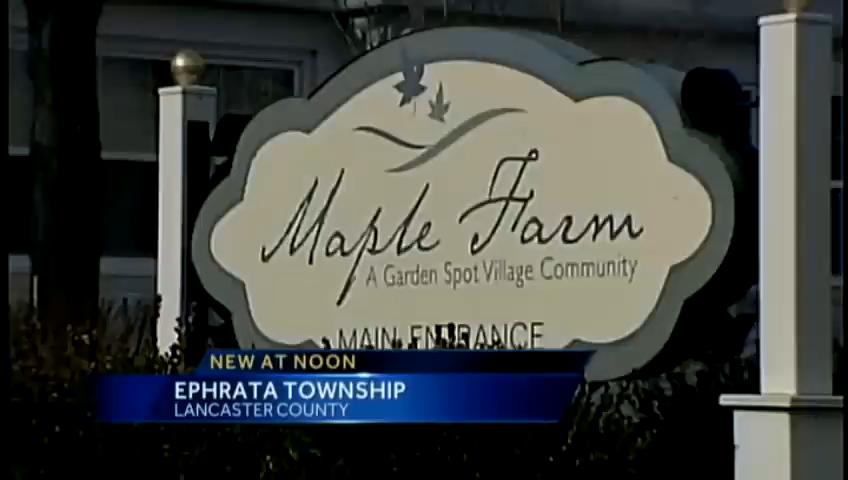 Maple Farm
A Garden Spot Village Community
MAIN ENTRANCE
NEW AT NOON
EPHRATA TOWNSHIP
LANCASTER COUNTY